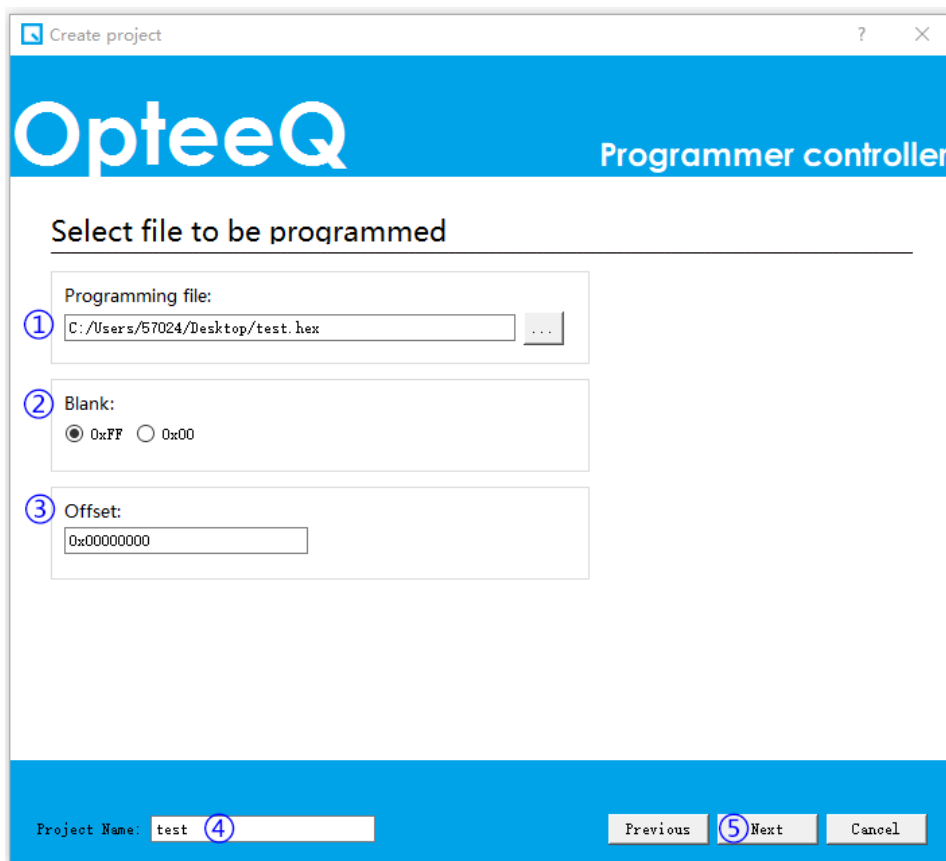 Create project
? ×
OpteeQ
Programmer controller
Select file to be programmed
Programming file:
① C:/Users/57024/Desktop/test.hex ...
② Blank:
0xFF 0x00
③ Offset:
0x00000000
Project Name: test ④ Previous ⑤ Next Cancel